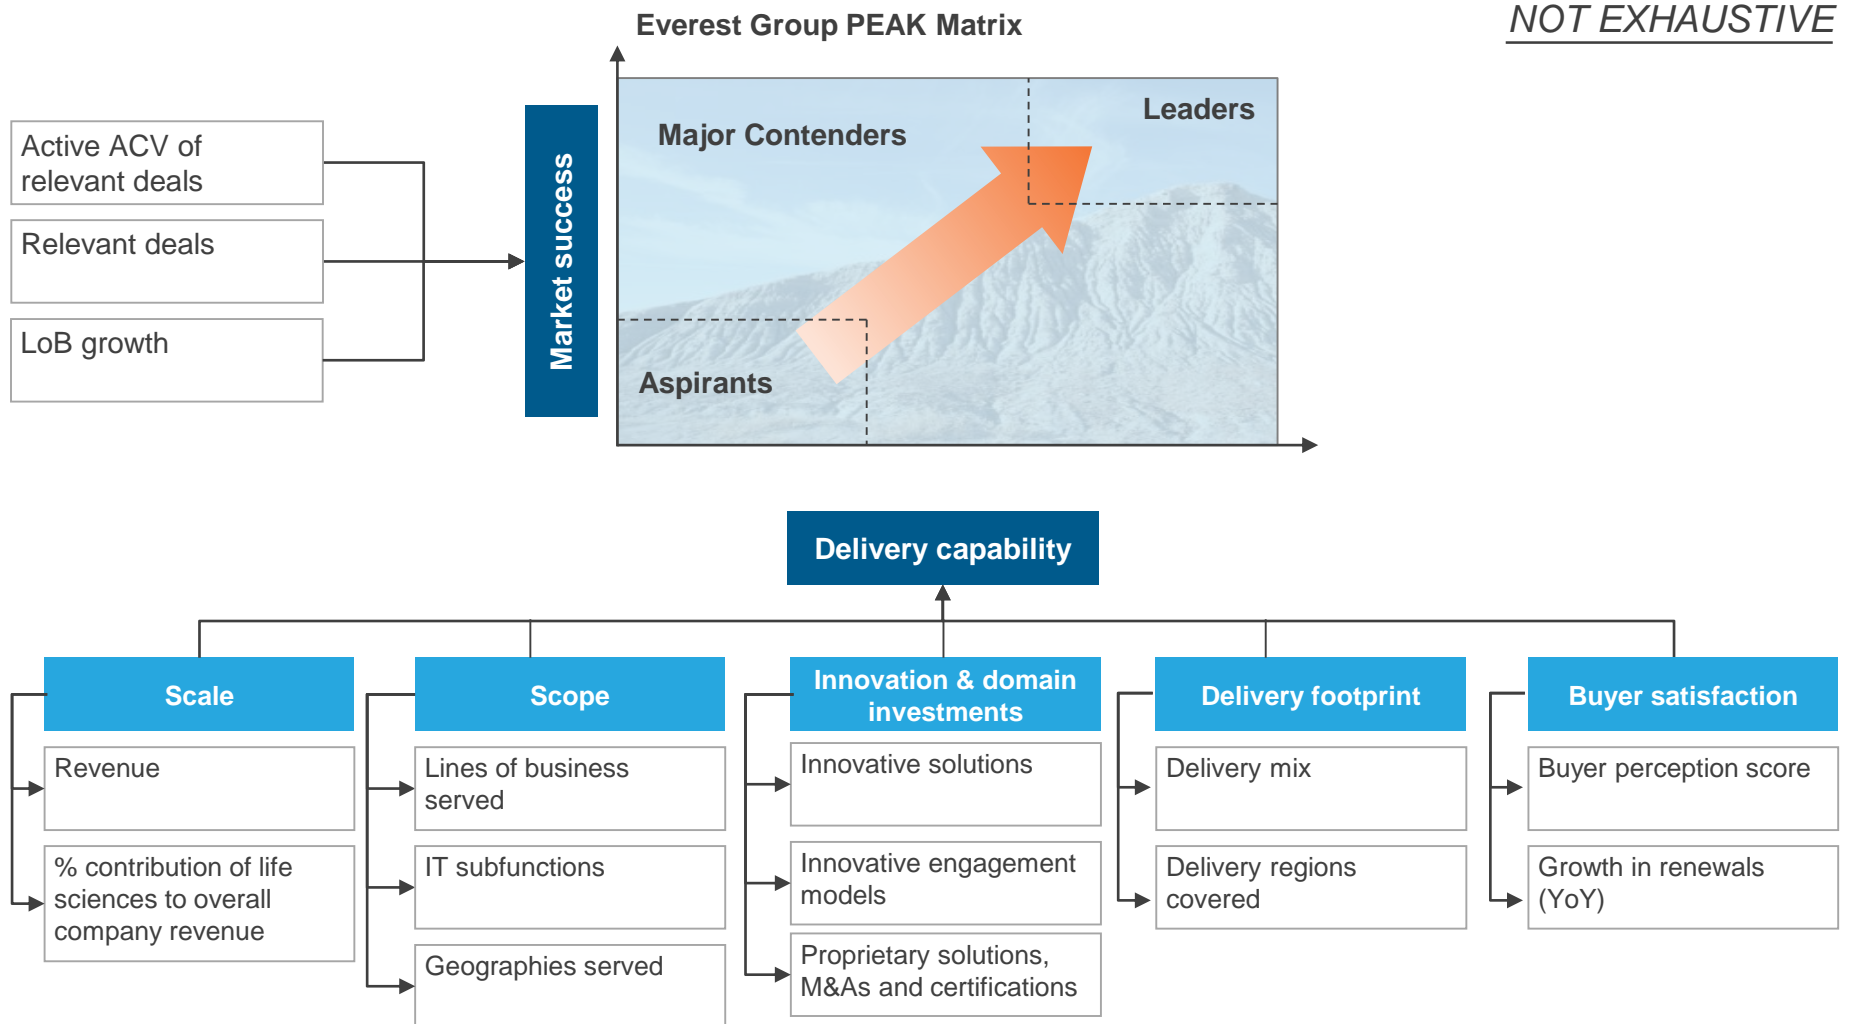 Everest Group PEAK Matrix
NOT EXHAUSTIVE
Active ACV of
relevant deals
Relevant deals
LoB growth
Market success
Major Contenders
Leaders
Aspirants
Delivery capability
Scale
Revenue
% contribution of life
sciences to overall
company revenue
Scope
Lines of business
served
IT subfunctions
Geographies served
Innovation & domain
investments
Innovative solutions
Innovative engagement
models
Proprietary solutions,
M&As and certifications
Delivery footprint
Delivery mix
Delivery regions
covered
Buyer satisfaction
Buyer perception score
Growth in renewals
(YoY)